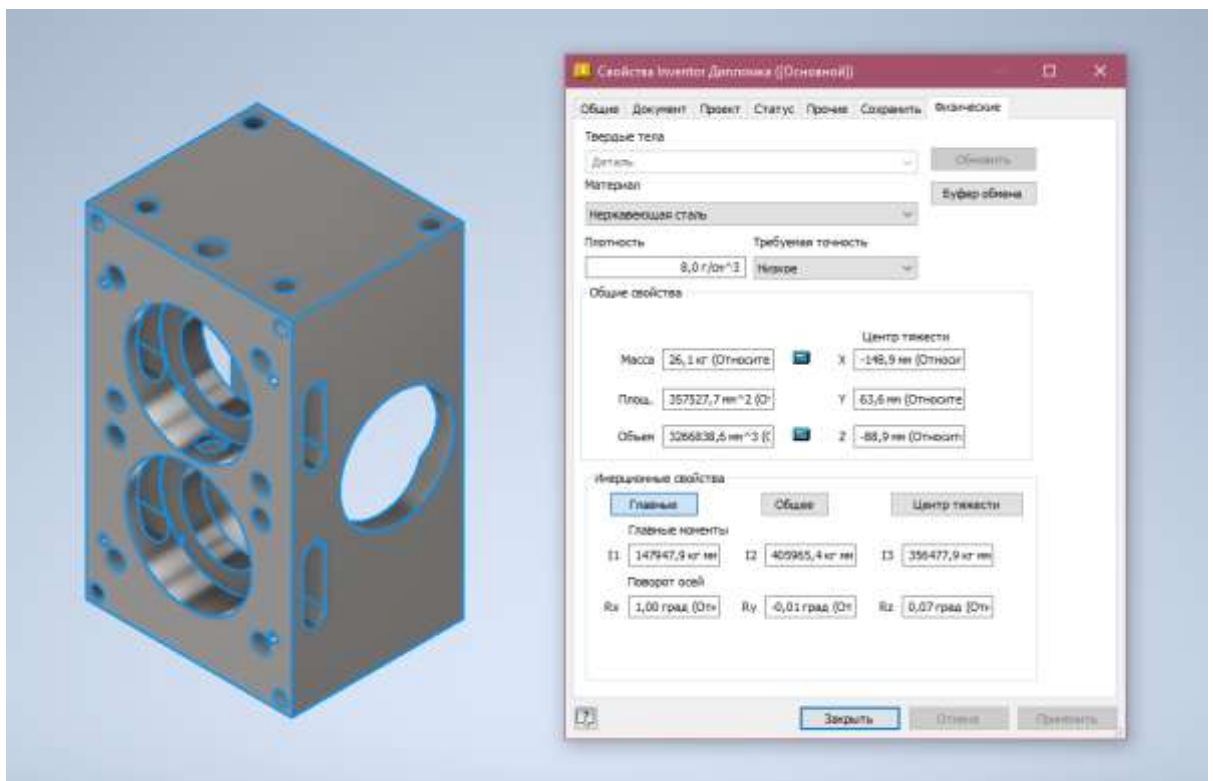 Свойства Inventor Дипломка ([Основной])
Общие Документ Проект Статус Прочие Сохранить Физические
Твердые тела
Деталь Обновить
Материал Буфер обмена
Нержавеющая сталь
Плотность Требуемая точность
8,0 г/см^3 Низкое
Общие свойства
Центр тяжести
Масса 26,1 кг (Относите X -148,9 мм (Относи
Площ. 357527,7 мм^2 (О Y 63,6 мм (Относите
Объем 3266838,6 мм^3 ( Z -88,9 мм (Относит
Инерционные свойства
Главные Общее Центр тяжести
Главные моменты
I1 147947,9 кг мм I2 405965,4 кг мм I3 356477,9 кг мм
Поворот осей
Rx 1,00 град (Отн Ry -0,01 град (От Rz 0,07 град (Отн
Закрыть Отмена Применить